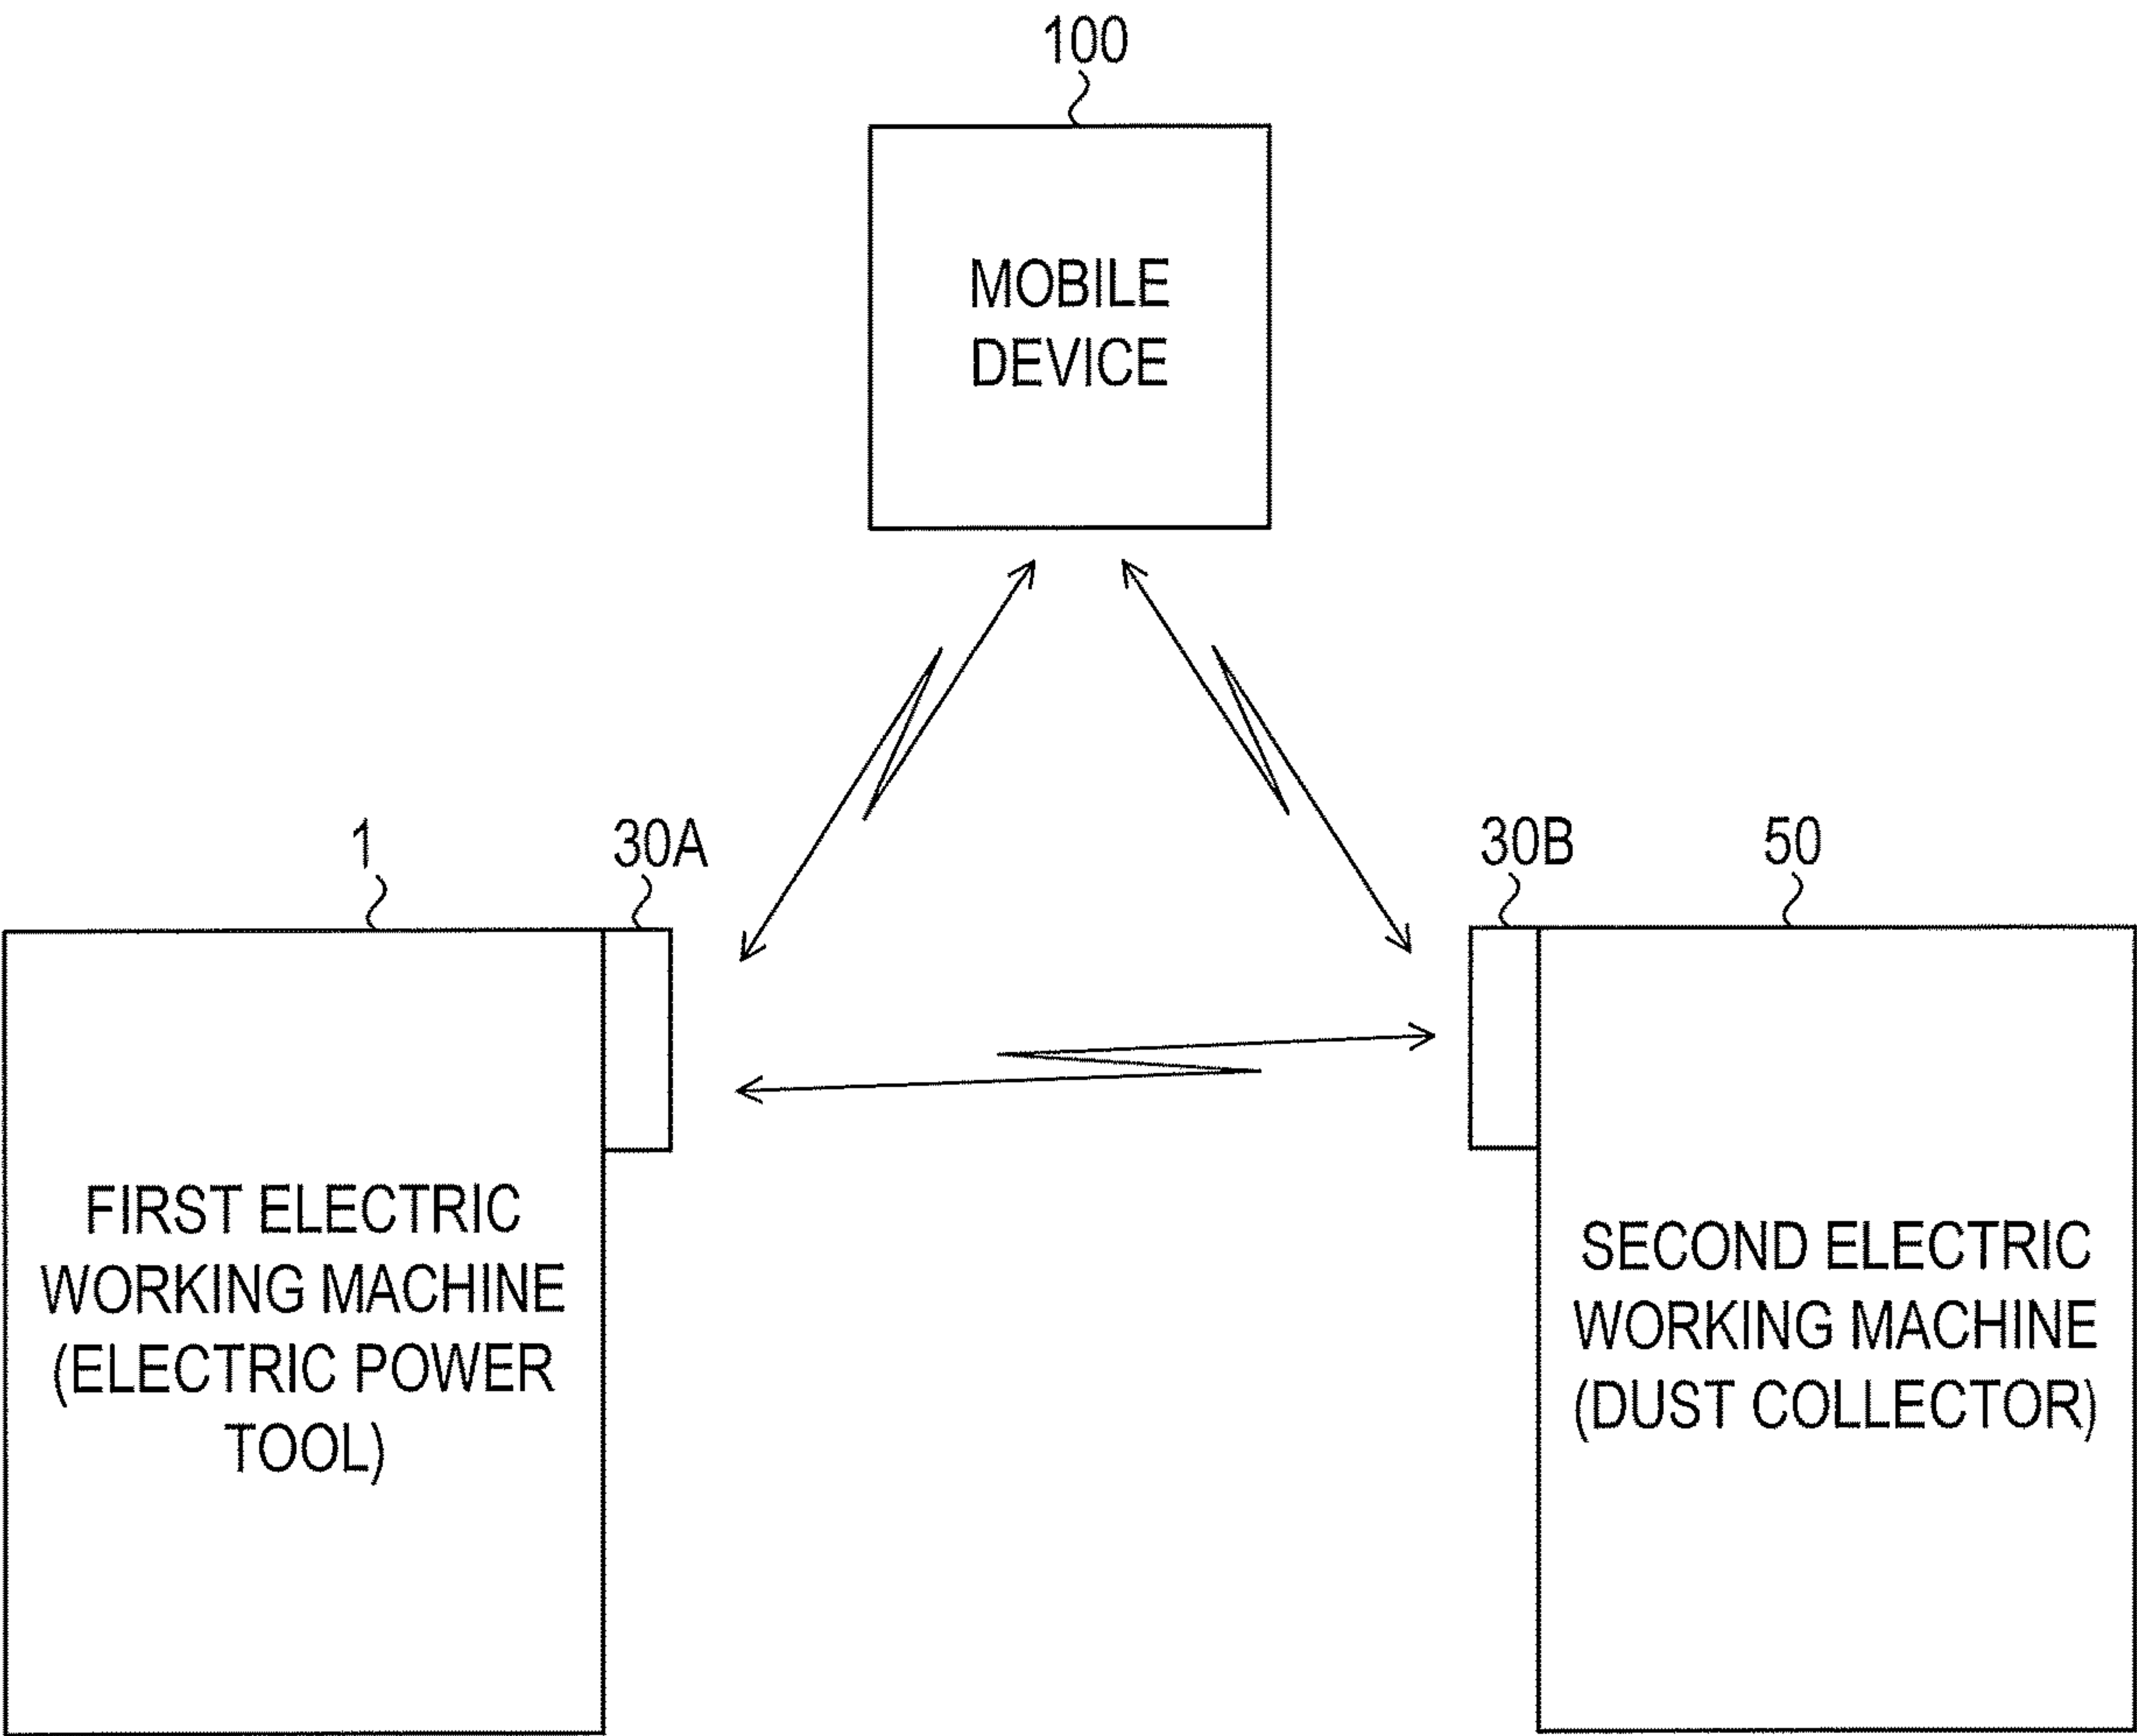 100
MOBILE
DEVICE
1
30A
30B
50
FIRST ELECTRIC
WORKING MACHINE
(ELECTRIC POWER
TOOL)
SECOND ELECTRIC
WORKING MACHINE
(DUST COLLECTOR)